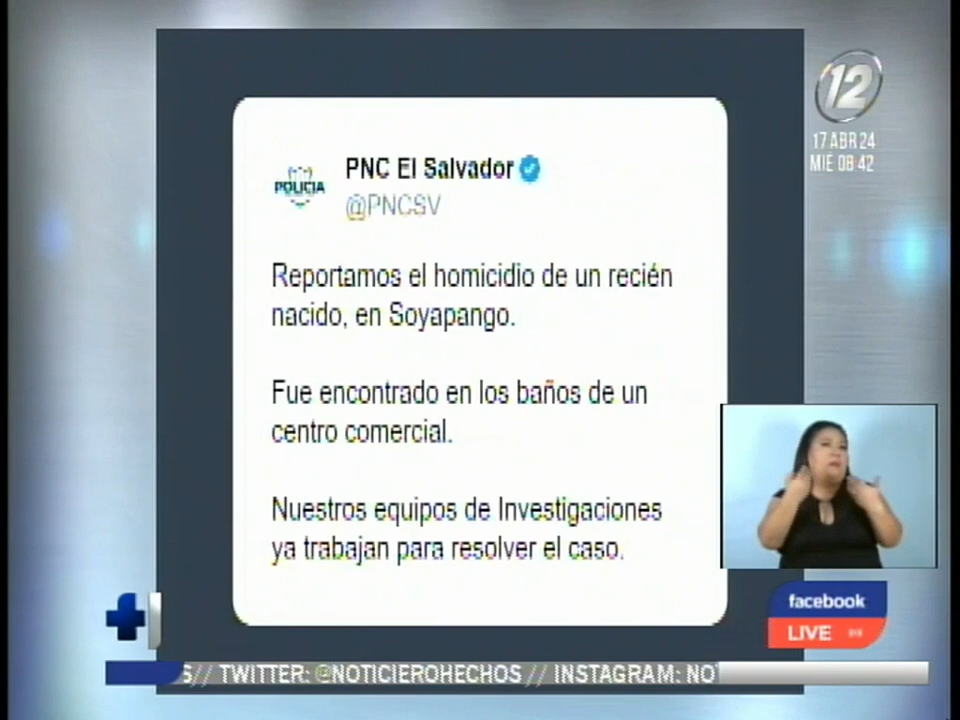 12
17 ABR 24
MIÉ 08:42
POLICIA
PNC El Salvador
@PNCSV
Reportamos el homicidio de un recién
nacido, en Soyapango.
Fue encontrado en los baños de un
centro comercial.
Nuestros equipos de Investigaciones
ya trabajan para resolver el caso.
facebook
LIVE
S// TWITTER: @NOTICIEROHECHOS // INSTAGRAM: NOT